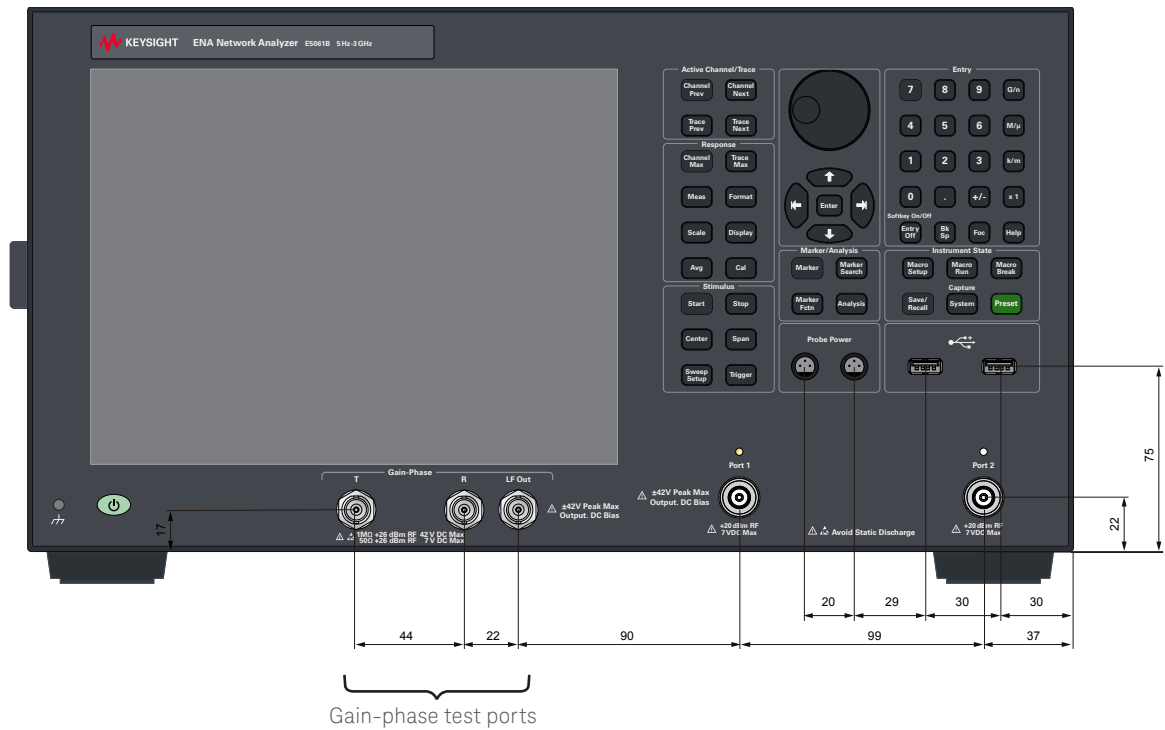 KEYSIGHT ENA Network Analyzer E5061B 5 Hz-3 GHz
Active Channel/Trace
Channel Prev
Channel Next
Trace Prev
Trace Next
Response
Channel Max
Trace Max
Meas
Format
Scale
Display
Avg
Cal
Stimulus
Start
Stop
Center
Span
Sweep Setup
Trigger
Enter
Marker/Analysis
Marker
Marker Search
Marker Fctn
Analysis
Probe Power
Entry
7 8 9 G/n
4 5 6 M/µ
1 2 3 k/m
0 . +/- x 1
Softkey On/Off
Entry Off
Bk Sp
Foc
Help
Instrument State
Macro Setup
Macro Run
Macro Break
Capture
Save/ Recall
System
Preset
Gain-Phase
T R LF Out
±42V Peak Max
Output. DC Bias
1MΩ +26 dBm RF 42 V DC Max
50Ω +26 dBm RF 7 V DC Max
Port 1
±42V Peak Max
Output. DC Bias
+20 dBm RF
7VDC Max
Avoid Static Discharge
Port 2
+20 dBm RF
7VDC Max
17
75
22
20 29 30 30
44 22 90 99 37
Gain-phase test ports